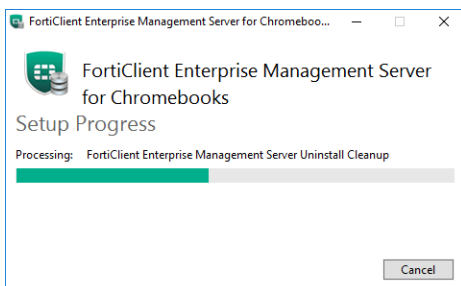 FortiClient Enterprise Management Server for Chromeboo...
FortiClient Enterprise Management Server
for Chromebooks
Setup Progress
Processing: FortiClient Enterprise Management Server Uninstall Cleanup
Cancel